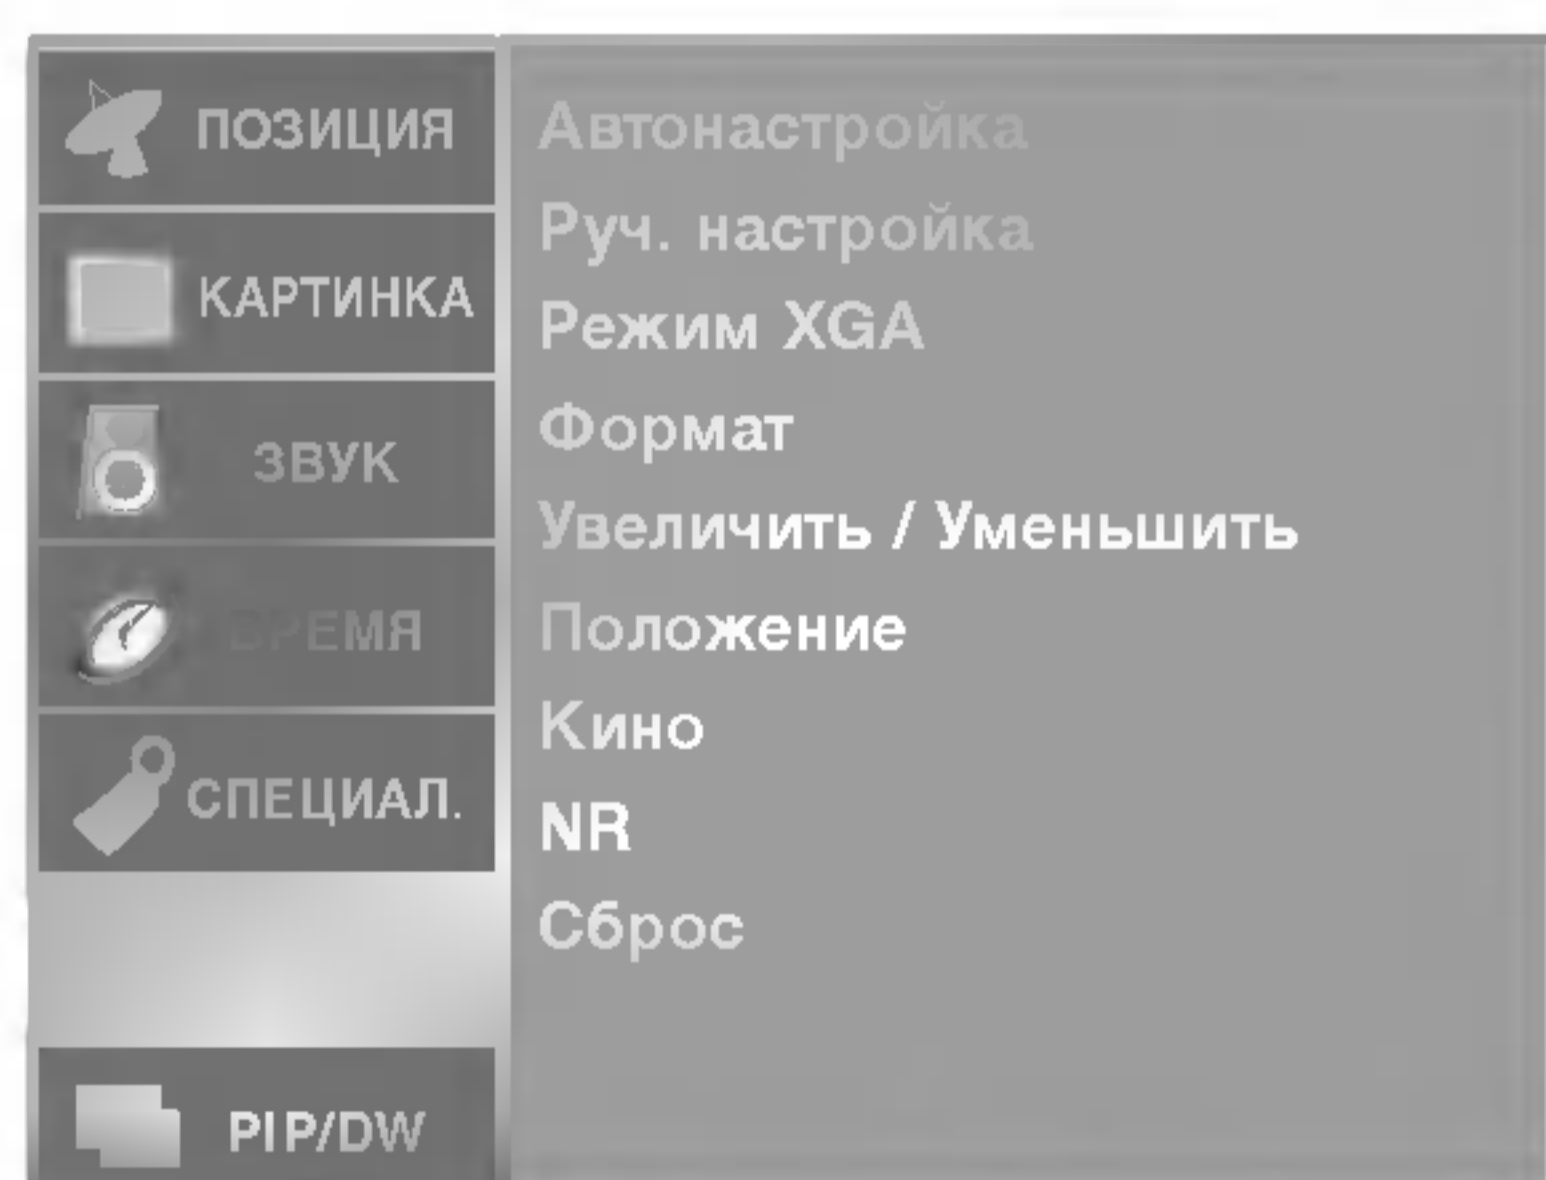 ПОЗИЦИЯ
КАРТИНКА
ЗВУК
ВРЕМЯ
СПЕЦИАЛ.
PIP/DW
Автонастройка
Руч. настройка
Режим XGA
Формат
Увеличить / Уменьшить
Положение
Кино
NR
Сброс